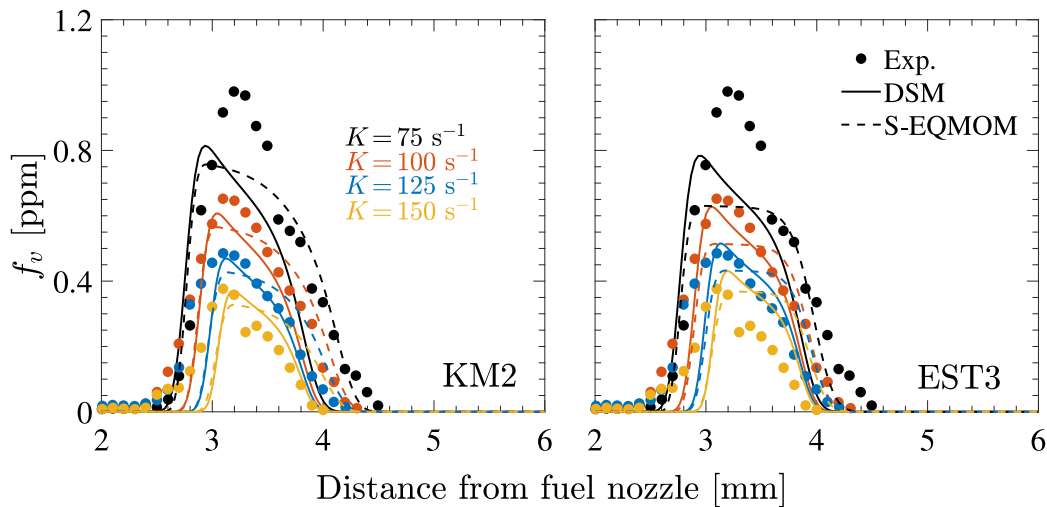 1.2
0.8
0.4
0
f_v [ppm]
K = 75 s⁻¹
K = 100 s⁻¹
K = 125 s⁻¹
K = 150 s⁻¹
KM2
2 3 4 5 6
Exp.
DSM
S-EQMOM
EST3
2 3 4 5 6
Distance from fuel nozzle [mm]